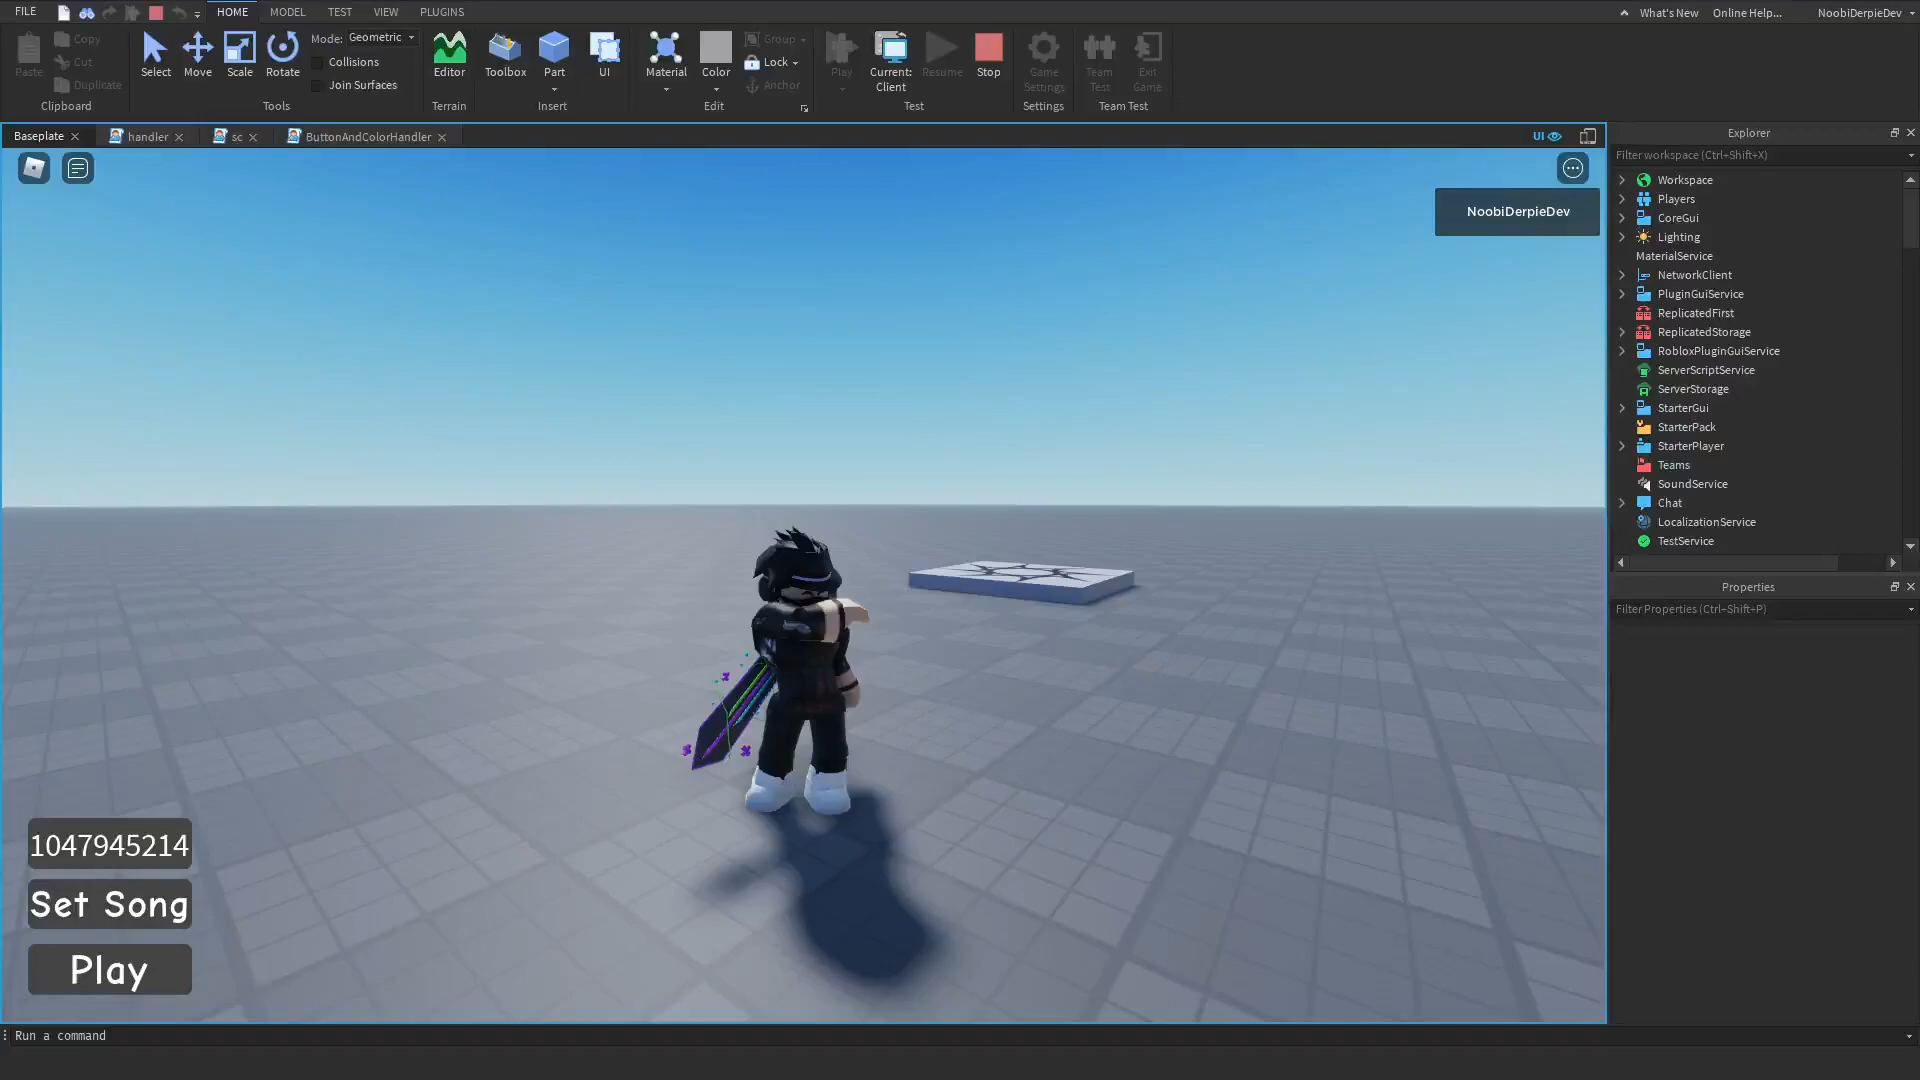 FILE HOME MODEL TEST VIEW PLUGINS What's New Online Help... NoobiDerpieDev
Paste Copy Cut Duplicate Clipboard
Select Move Scale Rotate Mode: Geometric Collisions Join Surfaces Tools
Editor Terrain
Toolbox Part UI Insert
Material Color Group Lock Anchor Edit
Play Current: Client Resume Stop Test
Game Settings Settings
Team Test Exit Game Team Test
Baseplate handler sc ButtonAndColorHandler UI
NoobiDerpieDev
1047945214
Set Song
Play
Explorer
Filter workspace (Ctrl+Shift+X)
Workspace
Players
CoreGui
Lighting
MaterialService
NetworkClient
PluginGuiService
ReplicatedFirst
ReplicatedStorage
RobloxPluginGuiService
ServerScriptService
ServerStorage
StarterGui
StarterPack
StarterPlayer
Teams
SoundService
Chat
LocalizationService
TestService
Properties
Filter Properties (Ctrl+Shift+P)
Run a command